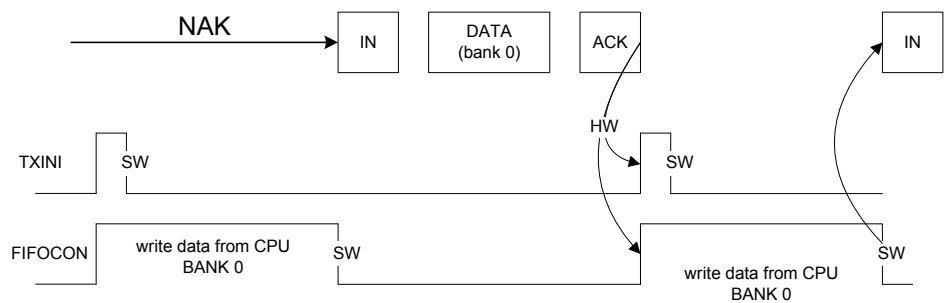 NAK
IN
DATA
(bank 0)
ACK
IN
HW
TXINI
SW
SW
FIFOCON
write data from CPU
BANK 0
SW
write data from CPU
BANK 0
SW